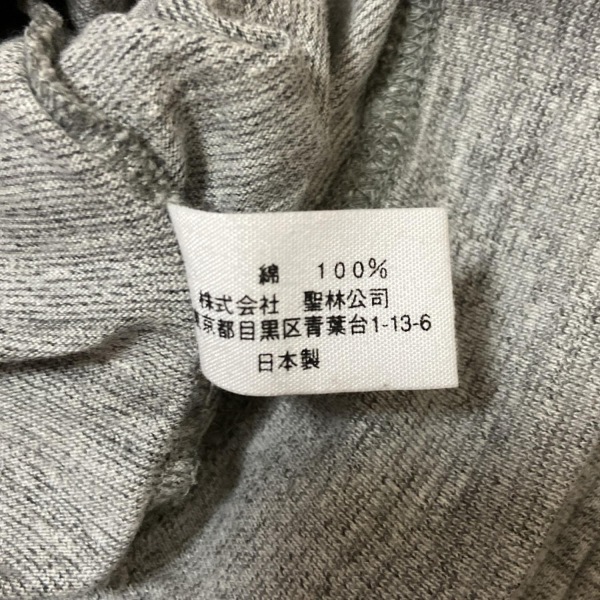 綿 100%
株式会社 聖林公司
東京都目黒区青葉台1-13-6
日本製